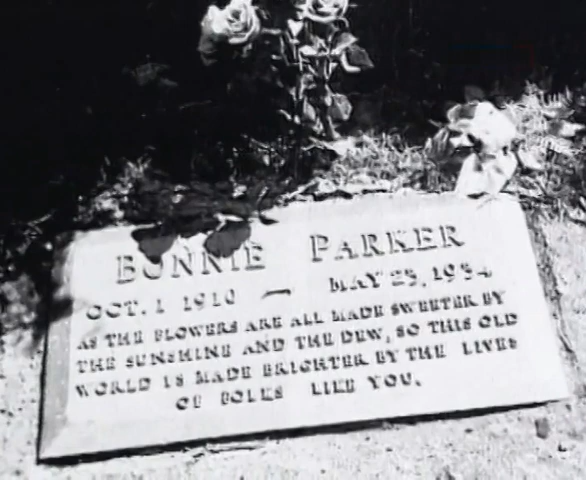 BONNIE PARKER
OCT. 1 1910 — MAY 23, 1934
AS THE FLOWERS ARE ALL MADE SWEETER BY
THE SUNSHINE AND THE DEW, SO THIS OLD
WORLD IS MADE BRIGHTER BY THE LIVES
OF FOLKS LIKE YOU.